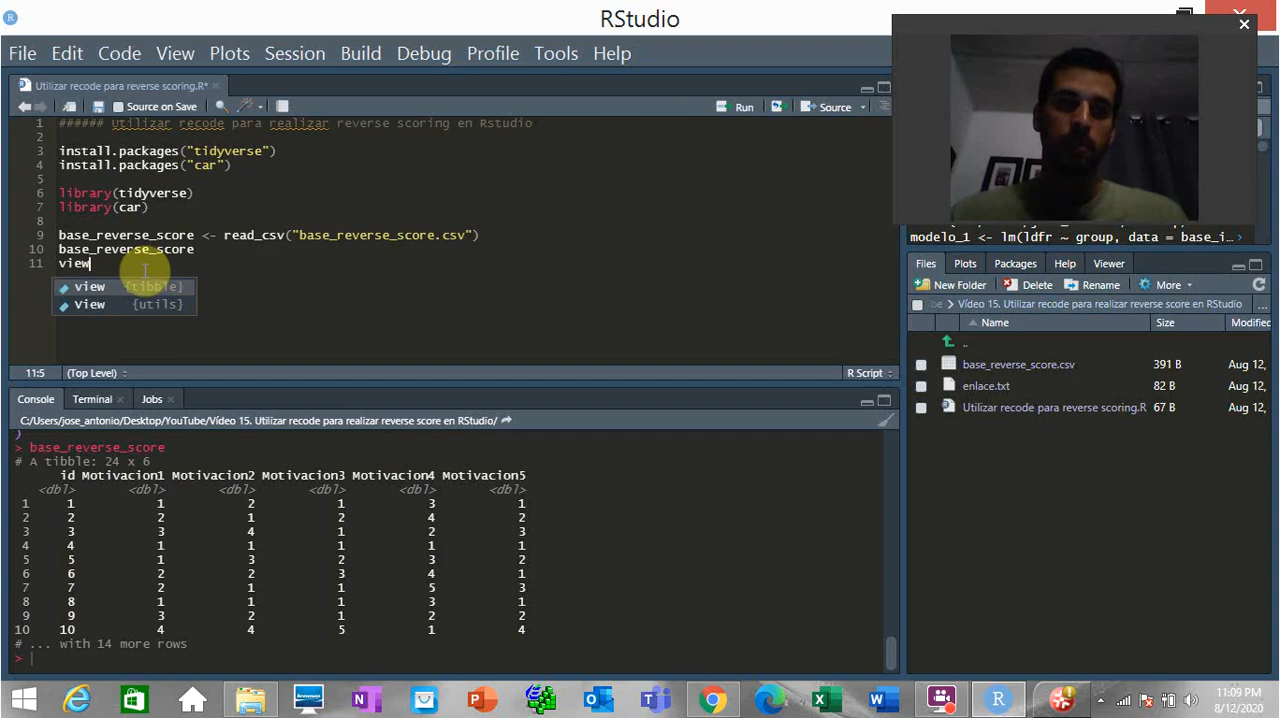 RStudio
File Edit Code View Plots Session Build Debug Profile Tools Help
Utilizar recode para reverse scoring.R* ×
Source on Save Run Source
1 ###### Utilizar recode para realizar reverse scoring en Rstudio
2
3 install.packages("tidyverse")
4 install.packages("car")
5
6 library(tidyverse)
7 library(car)
8
9 base_reverse_score <- read_csv("base_reverse_score.csv")
10 base_reverse_score
11 view
view {tibble}
View {utils}
11:5 (Top Level) R Script
Console Terminal × Jobs ×
C:/Users/jose_antonio/Desktop/YouTube/Vídeo 15. Utilizar recode para realizar reverse score en RStudio/
)
> base_reverse_score
# A tibble: 24 x 6
id Motivacion1 Motivacion2 Motivacion3 Motivacion4 Motivacion5
<dbl> <dbl> <dbl> <dbl> <dbl> <dbl>
1 1 1 2 1 3 1
2 2 2 1 2 4 2
3 3 3 4 1 2 3
4 4 1 1 1 1 1
5 5 1 3 2 3 2
6 6 2 2 3 4 1
7 7 2 1 1 5 3
8 8 1 1 1 3 1
9 9 3 2 1 2 2
10 10 4 4 5 1 4
# ... with 14 more rows
>
modelo_1 <- lm(ldfr ~ group, data = base_i...
Files Plots Packages Help Viewer
New Folder Delete Rename More
Vídeo 15. Utilizar recode para realizar reverse score en RStudio ...
Name Size Modified
..
base_reverse_score.csv 391 B Aug 12,
enlace.txt 82 B Aug 12,
Utilizar recode para reverse scoring.R 67 B Aug 12,
11:09 PM
8/12/2020